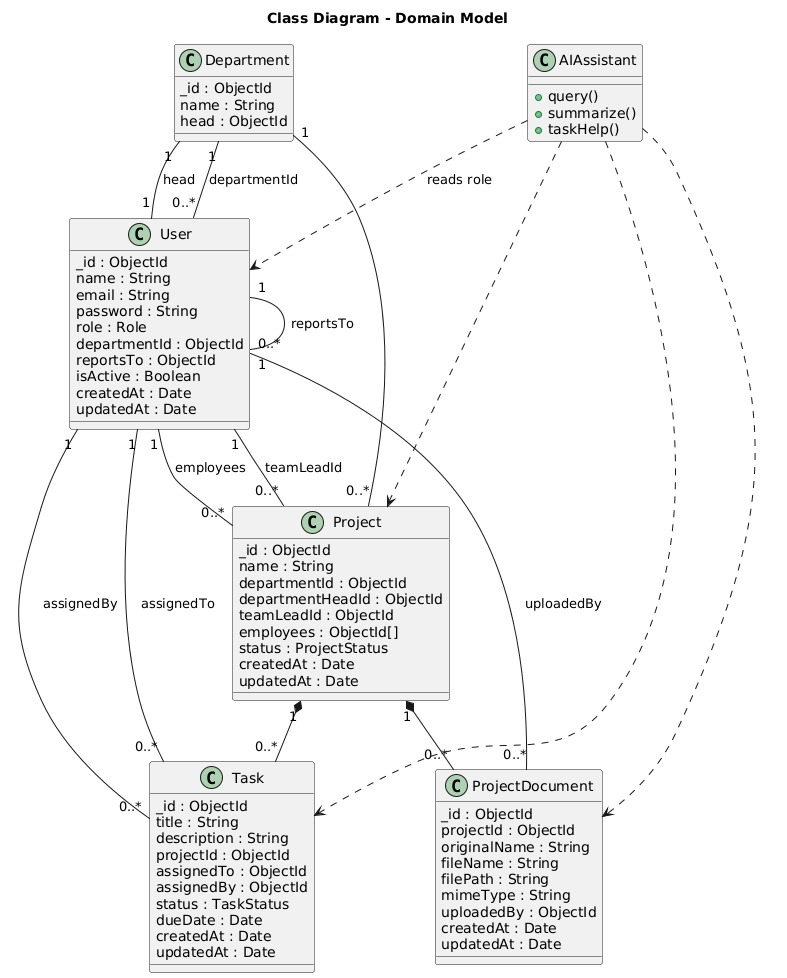 Class Diagram - Domain Model
C Department
_id : ObjectId
name : String
head : ObjectId
C AIAssistant
query()
summarize()
taskHelp()
1
1
1
head
departmentId
reads role
1
0..*
C User
_id : ObjectId
name : String
email : String
password : String
role : Role
departmentId : ObjectId
reportsTo : ObjectId
isActive : Boolean
createdAt : Date
updatedAt : Date
1
reportsTo
0..*
1
1
1
1
1
employees
teamLeadId
0..*
0..*
0..*
C Project
_id : ObjectId
name : String
departmentId : ObjectId
departmentHeadId : ObjectId
teamLeadId : ObjectId
employees : ObjectId[]
status : ProjectStatus
createdAt : Date
updatedAt : Date
assignedBy
assignedTo
uploadedBy
1
1
0..*
0..*
0..*
0..*
0..*
C Task
_id : ObjectId
title : String
description : String
projectId : ObjectId
assignedTo : ObjectId
assignedBy : ObjectId
status : TaskStatus
dueDate : Date
createdAt : Date
updatedAt : Date
C ProjectDocument
_id : ObjectId
projectId : ObjectId
originalName : String
fileName : String
filePath : String
mimeType : String
uploadedBy : ObjectId
createdAt : Date
updatedAt : Date